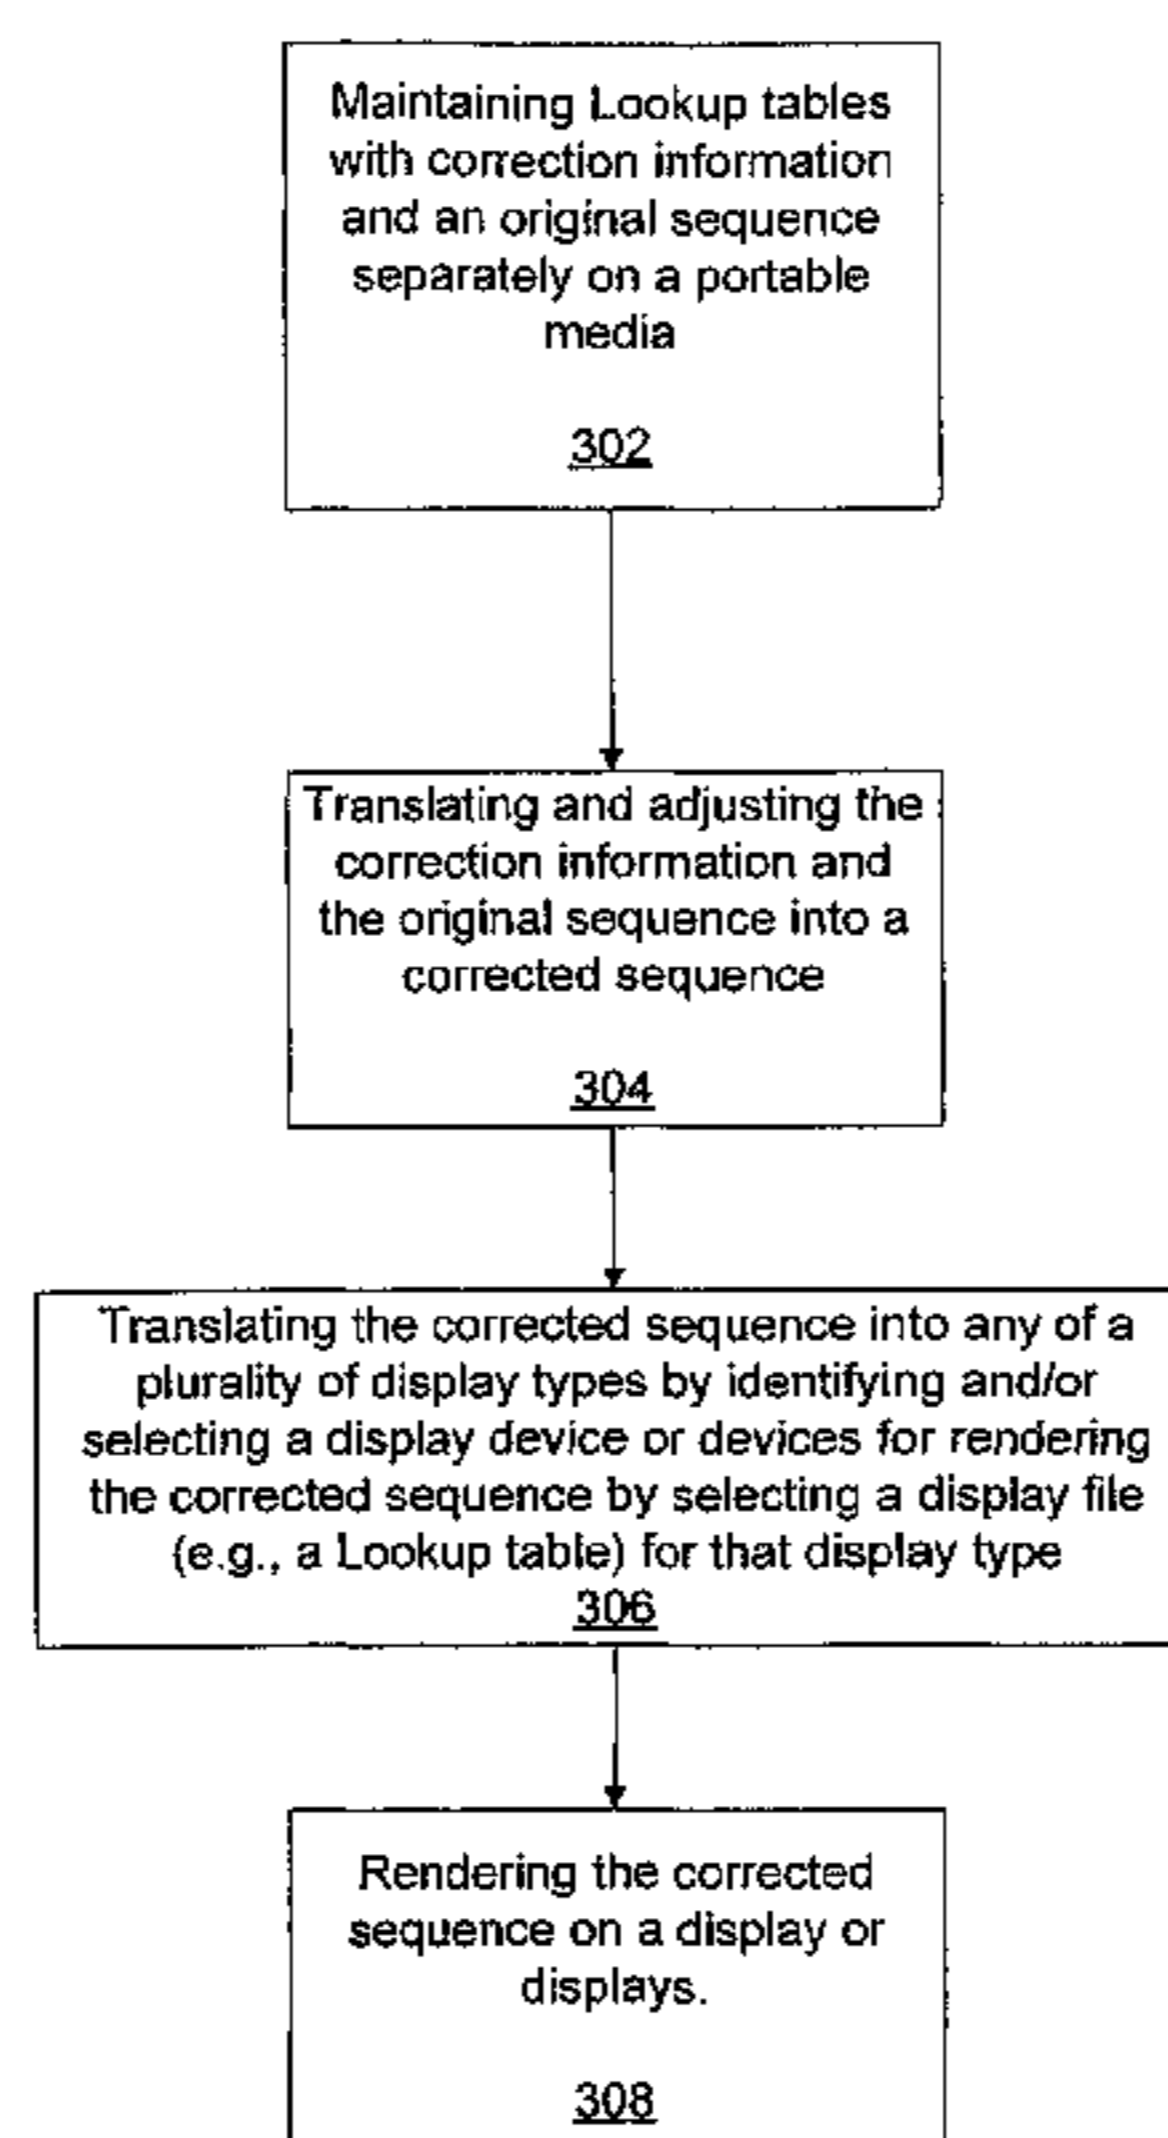 Maintaining Lookup tables
with correction information
and an original sequence
separately on a portable
media
302
Translating and adjusting the
correction information and
the original sequence into a
corrected sequence
304
Translating the corrected sequence into any of a
plurality of display types by identifying and/or
selecting a display device or devices for rendering
the corrected sequence by selecting a display file
(e.g., a Lookup table) for that display type
306
Rendering the corrected
sequence on a display or
displays.
308